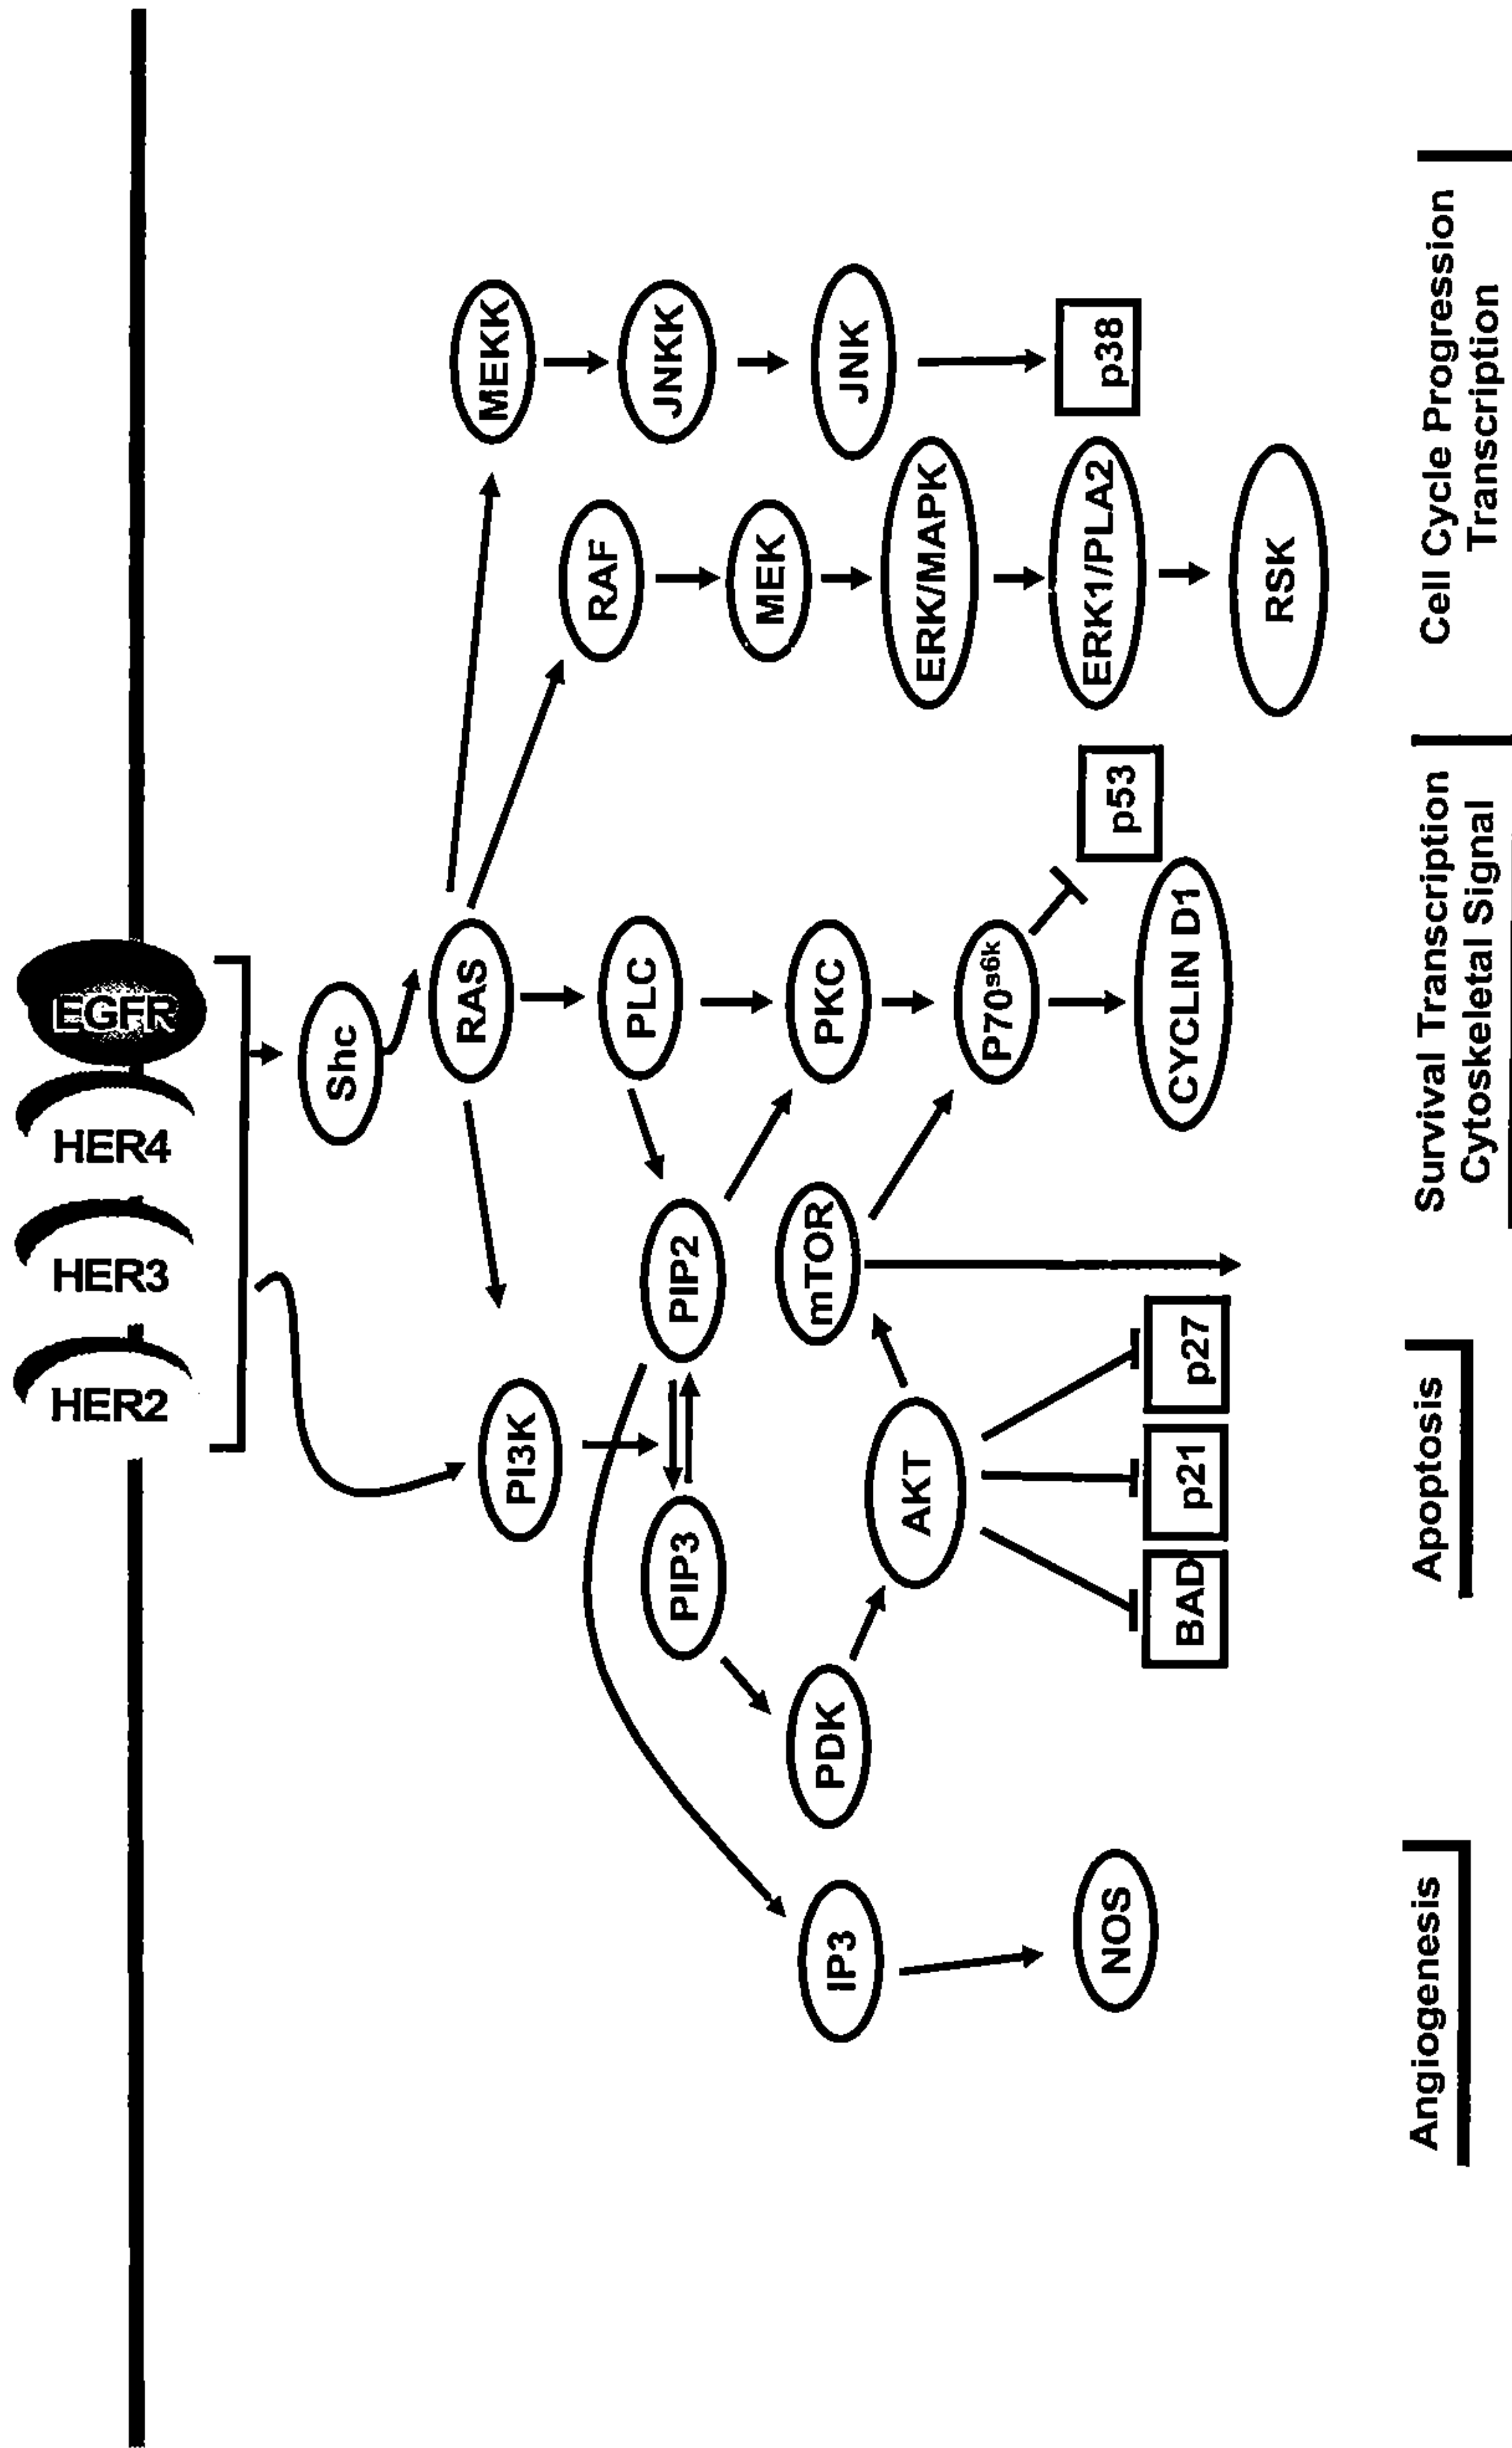 HER2
HER3
HER4
EGFR
Shc
RAS
PI3K
MEKK
RAF
PLC
JNKK
PIP3
PIP2
MEK
IP3
PDK
mTOR
PKC
JNK
AKT
ERK/MAPK
P70s6k
NOS
p53
ERK1/PLA2
p38
BAD
p21
p27
CYCLIN D1
RSK
Angiogenesis
Apoptosis
Survival Transcription
Cytoskeletal Signal
Cell Cycle Progression
Transcription